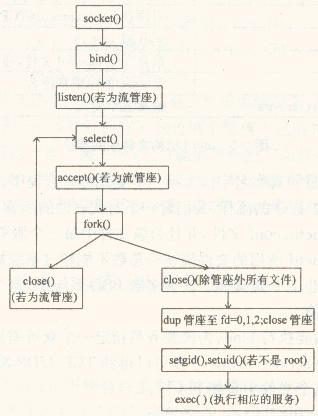 socket()
bind()
listen()(若为流管座)
select()
accept()(若为流管座)
fork()
close()
(若为流管座)
close()(除管座外所有文件)
dup 管座至 fd=0,1,2;close 管座
setgid(),setuid()(若不是 root)
exec() (执行相应的服务)